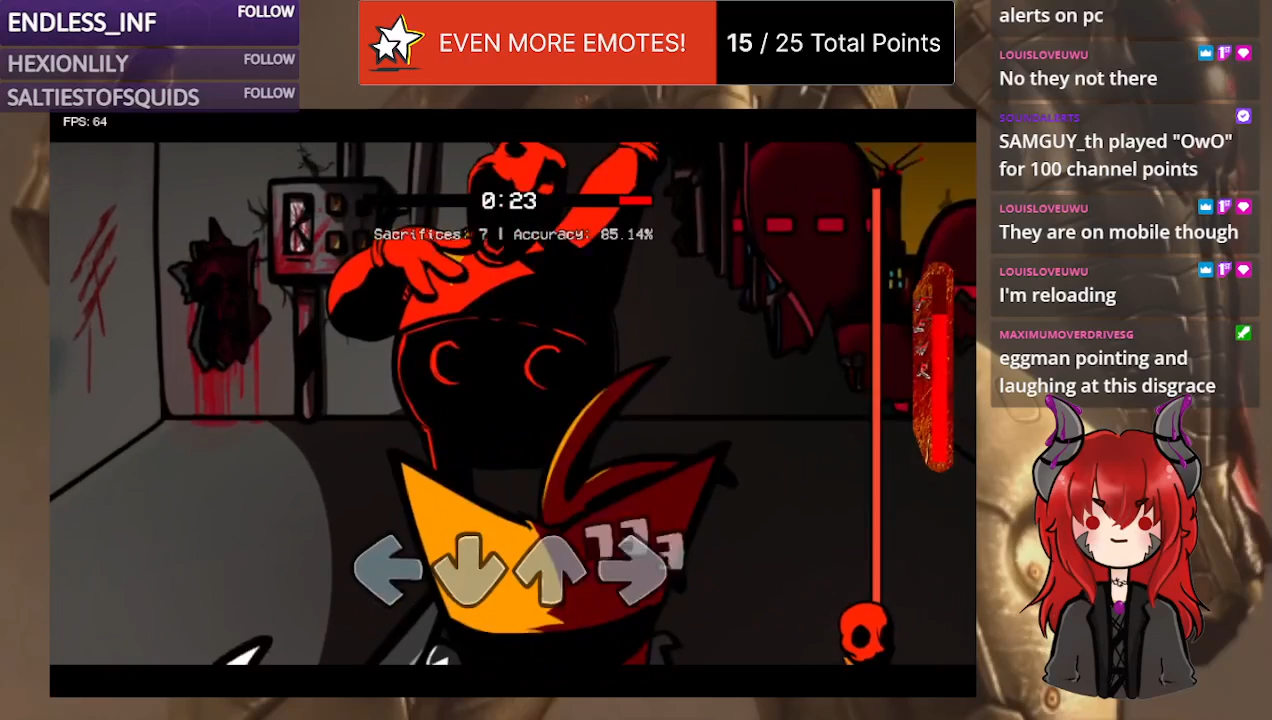 ENDLESS_INF FOLLOW
HEXIONLILY FOLLOW
SALTIESTOFSQUIDS FOLLOW
EVEN MORE EMOTES! 15 / 25 Total Points
FPS: 64
0:23
Sacrifices: 7 | Accuracy: 85.14%
R
alerts on pc
LOUISLOVEUWU
No they not there
SOUNDALERTS
SAMGUY_th played "OwO"
for 100 channel points
LOUISLOVEUWU
They are on mobile though
LOUISLOVEUWU
I'm reloading
MAXIMUMOVERDRIVESG
eggman pointing and
laughing at this disgrace